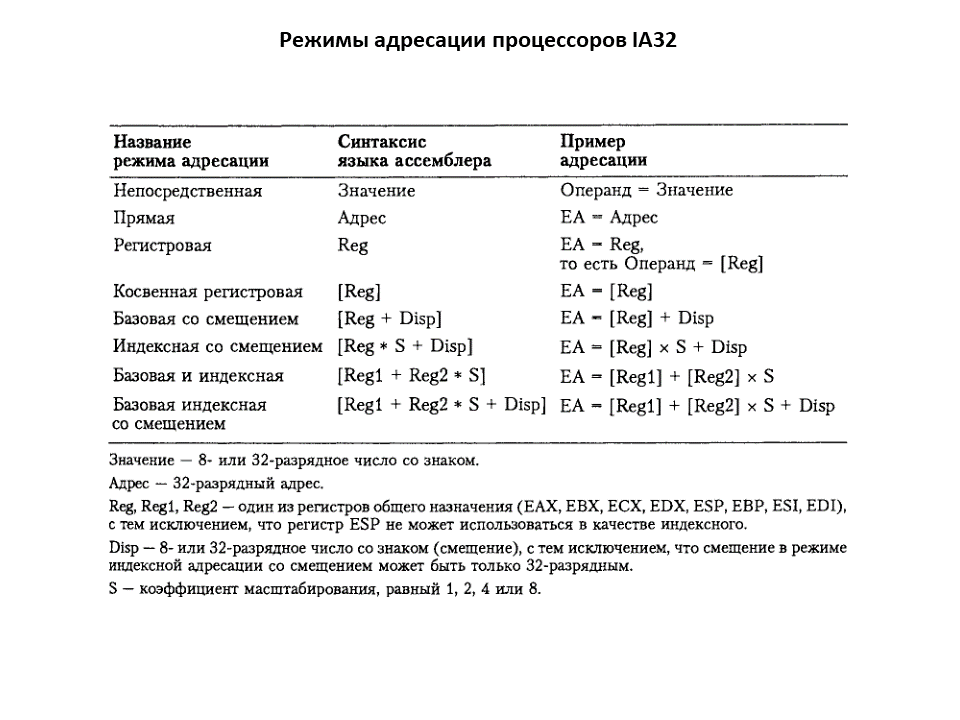 Режимы адресации процессоров IA32
Название режима адресации Синтаксис языка ассемблера Пример адресации
Непосредственная Значение Операнд = Значение
Прямая Адрес EA = Адрес
Регистровая Reg EA = Reg,
то есть Операнд = [Reg]
Косвенная регистровая [Reg] EA = [Reg]
Базовая со смещением [Reg + Disp] EA = [Reg] + Disp
Индексная со смещением [Reg * S + Disp] EA = [Reg] × S + Disp
Базовая и индексная [Reg1 + Reg2 * S] EA = [Reg1] + [Reg2] × S
Базовая индексная [Reg1 + Reg2 * S + Disp] EA = [Reg1] + [Reg2] × S + Disp
со смещением
Значение — 8- или 32-разрядное число со знаком.
Адрес — 32-разрядный адрес.
Reg, Reg1, Reg2 — один из регистров общего назначения (EAX, EBX, ECX, EDX, ESP, EBP, ESI, EDI),
с тем исключением, что регистр ESP не может использоваться в качестве индексного.
Disp — 8- или 32-разрядное число со знаком (смещение), с тем исключением, что смещение в режиме
индексной адресации со смещением может быть только 32-разрядным.
S — коэффициент масштабирования, равный 1, 2, 4 или 8.